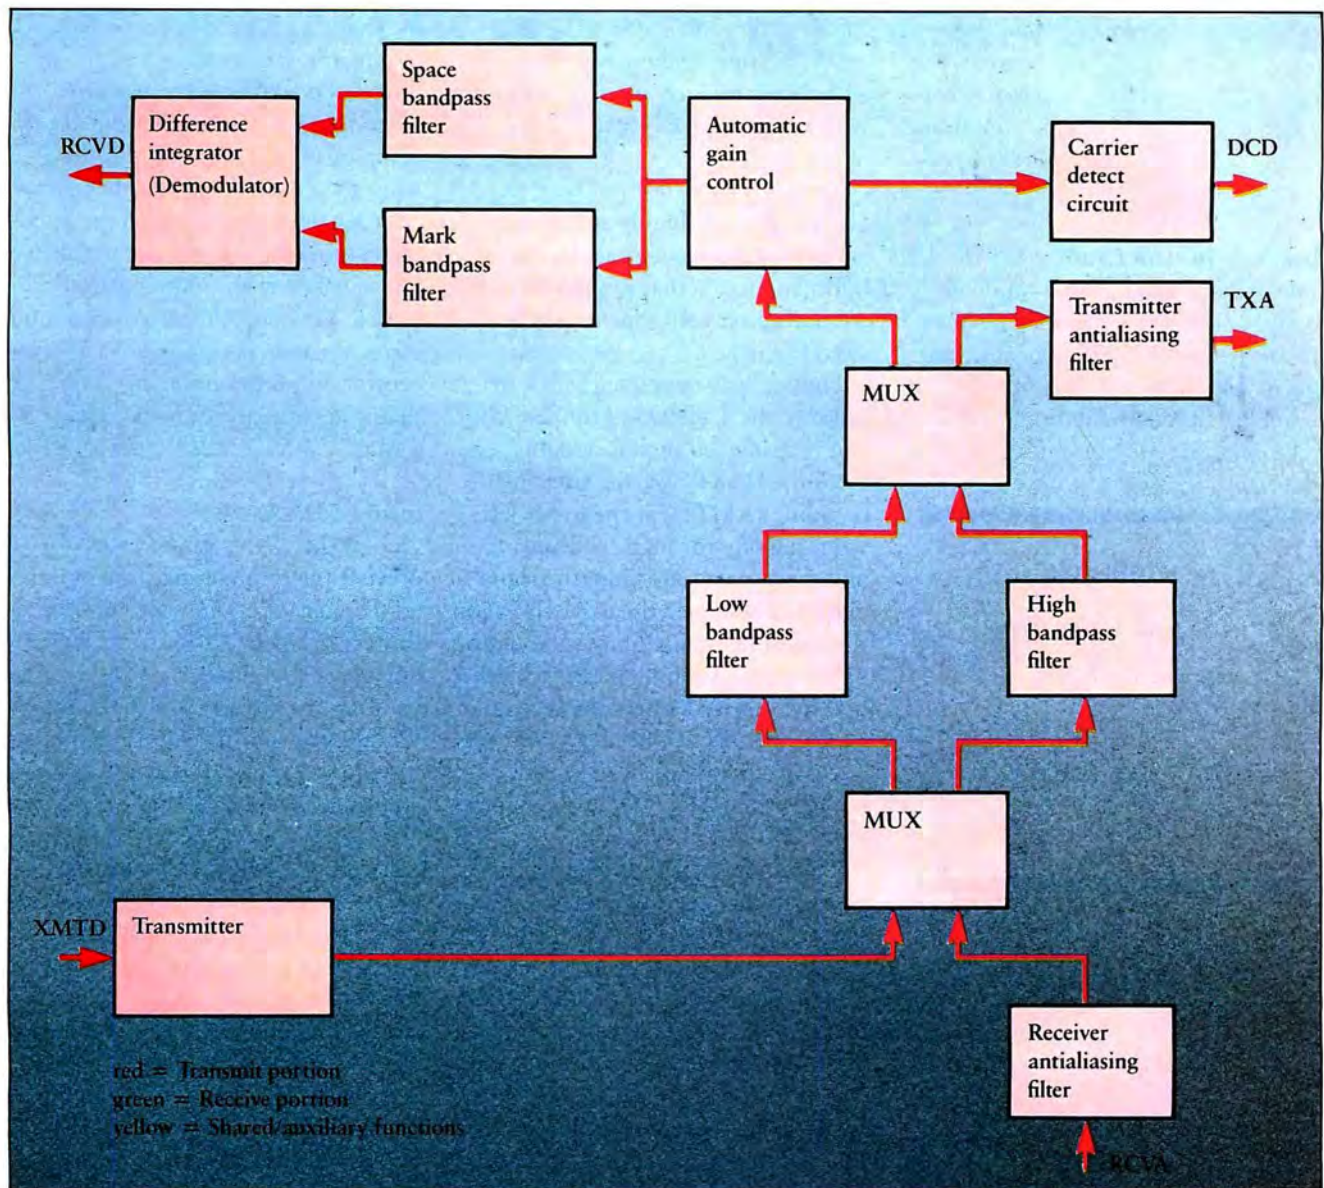 Space
bandpass
filter
Difference
integrator
(Demodulator)
RCVD
Mark
bandpass
filter
Automatic
gain
control
Carrier
detect
circuit
DCD
Transmitter
antialiasing
filter
TXA
MUX
Low
bandpass
filter
High
bandpass
filter
MUX
XMTD
Transmitter
Receiver
antialiasing
filter
RCVA
red = Transmit portion
green = Receive portion
yellow = Shared/auxiliary functions